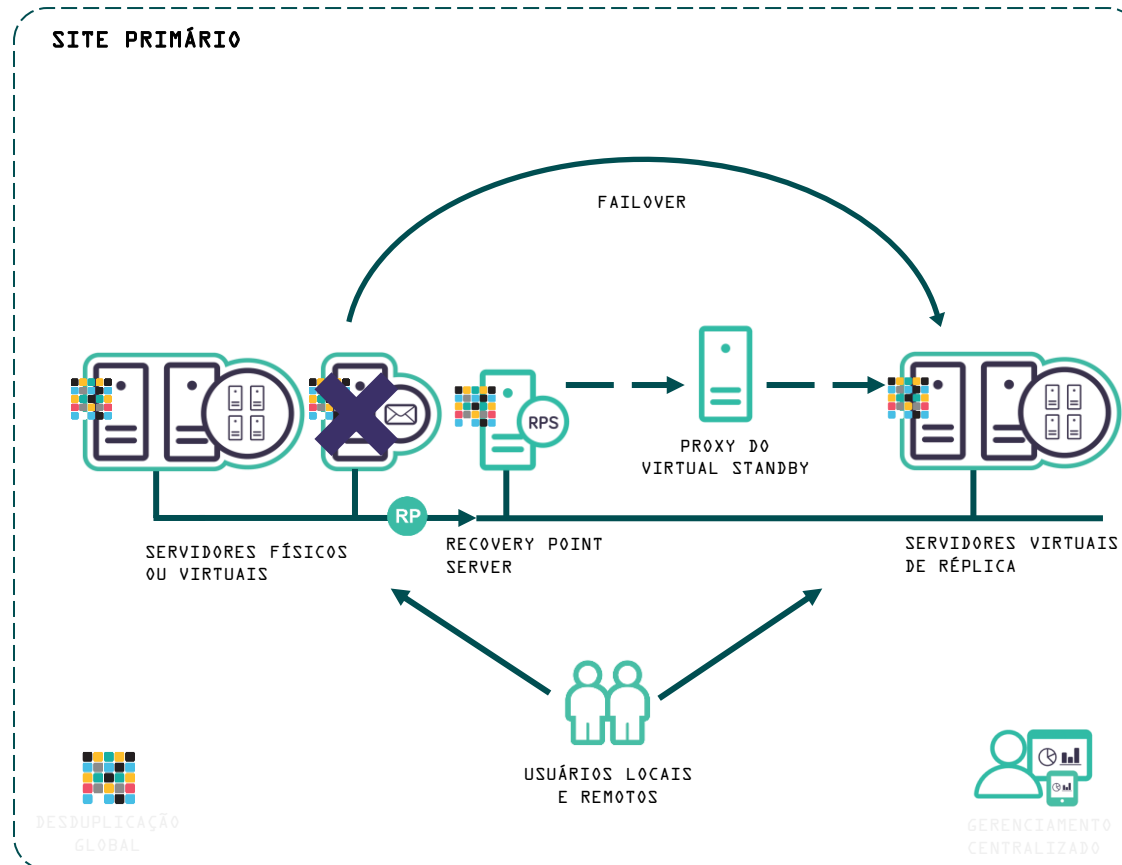 SITE PRIMÁRIO
FAILOVER
RPS
PROXY DO
VIRTUAL STANDBY
RP
SERVIDORES FÍSICOS
OU VIRTUAIS
RECOVERY POINT
SERVER
SERVIDORES VIRTUAIS
DE RÉPLICA
USUÁRIOS LOCAIS
E REMOTOS
DESDUPLICAÇÃO
GLOBAL
GERENCIAMENTO
CENTRALIZADO